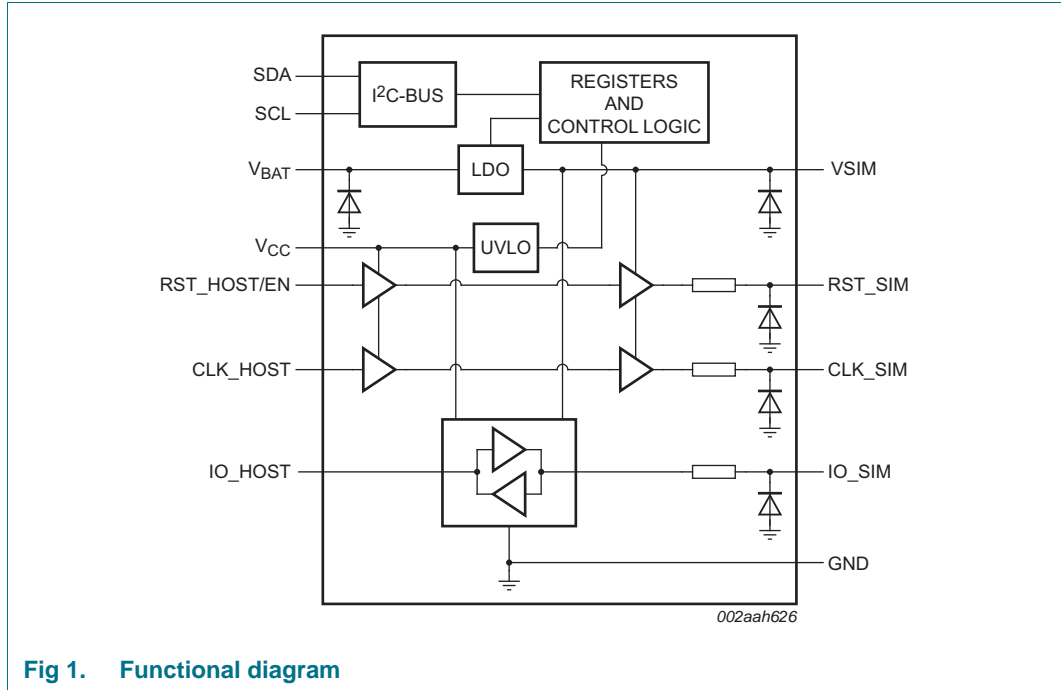 SDA
SCL
I2C-BUS
REGISTERS
AND
CONTROL LOGIC
VBAT
LDO
VSIM
VCC
UVLO
RST_HOST/EN
RST_SIM
CLK_HOST
CLK_SIM
IO_HOST
IO_SIM
GND
002aah626
Fig 1. Functional diagram